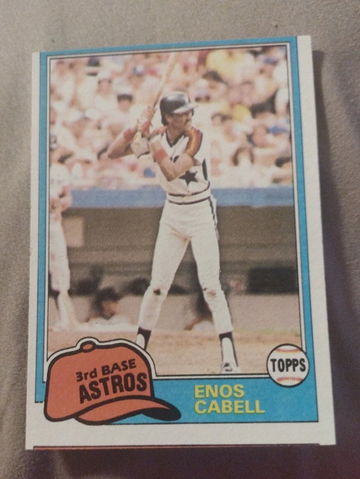 3rd BASE
ASTROS
TOPPS
ENOS
CABELL